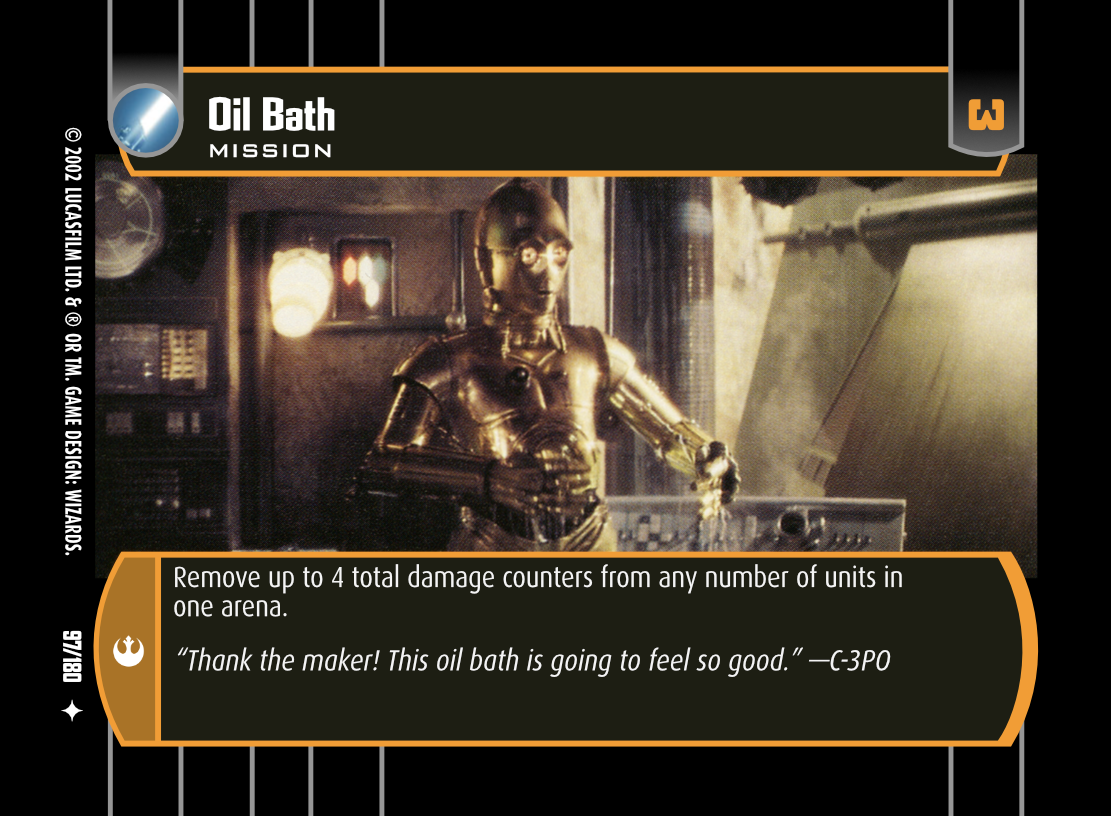 Oil Bath
MISSION
3
Remove up to 4 total damage counters from any number of units in
one arena.
“Thank the maker! This oil bath is going to feel so good.” —C-3PO
© 2002 LUCASFILM LTD. & ® OR TM. GAME DESIGN: WIZARDS.
97/180